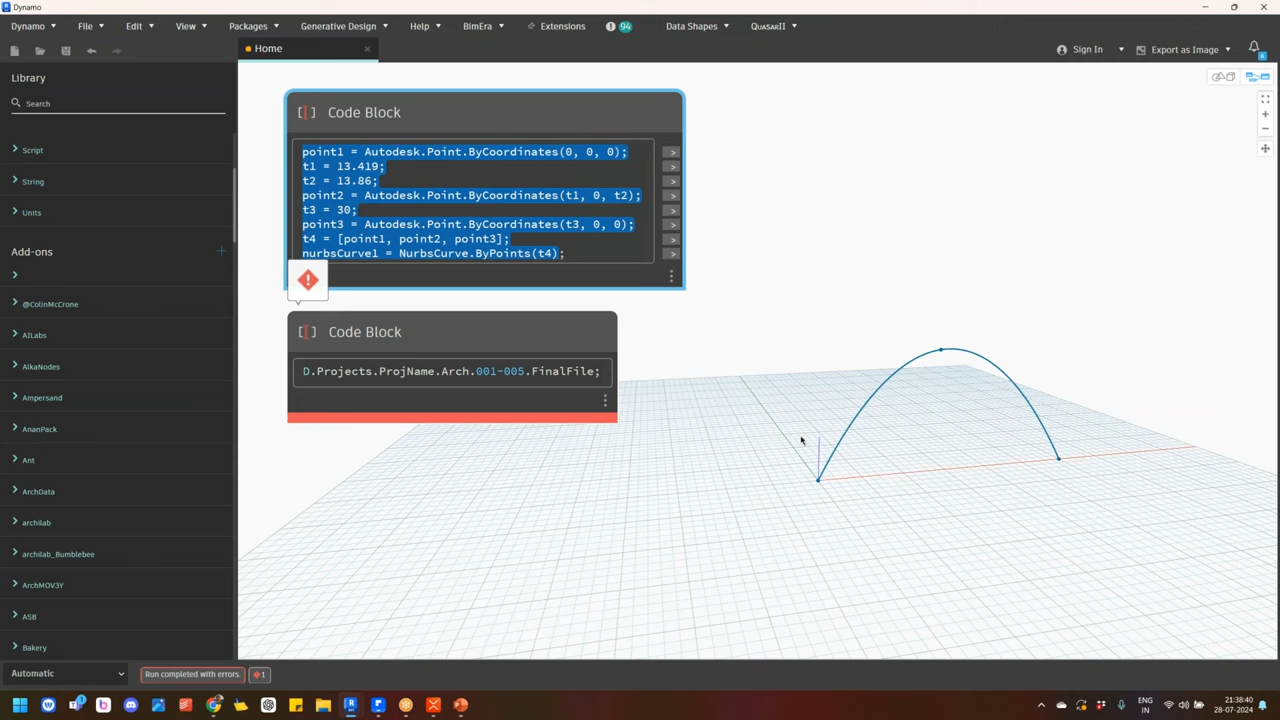 Dynamo
Dynamo File Edit View Packages Generative Design Help BimEra Extensions 94 Data Shapes QUASARII
Home
Sign In Export as Image
6
Library
Search
Script
String
Units
Add-ons
@ColinMcCrone
AILabs
AlkaNodes
Ampersand
AnanPack
Ant
ArchData
archilab
archilab_Bumblebee
ArchMOV3Y
ASB
Bakery
Code Block
point1 = Autodesk.Point.ByCoordinates(0, 0, 0);
t1 = 13.419;
t2 = 13.86;
point2 = Autodesk.Point.ByCoordinates(t1, 0, t2);
t3 = 30;
point3 = Autodesk.Point.ByCoordinates(t3, 0, 0);
t4 = [point1, point2, point3];
nurbsCurve1 = NurbsCurve.ByPoints(t4);
Code Block
D.Projects.ProjName.Arch.001-005.FinalFile;
Automatic Run completed with errors. 1
ENG
IN
21:38:40
28-07-2024